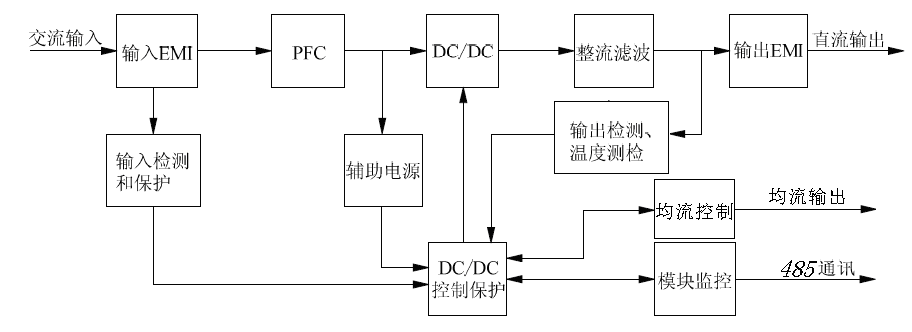 交流输入
输入EMI
PFC
DC/DC
整流滤波
输出EMI
直流输出
输入检测
和保护
辅助电源
输出检测、
温度测检
均流控制
均流输出
DC/DC
控制保护
模块监控
485通讯